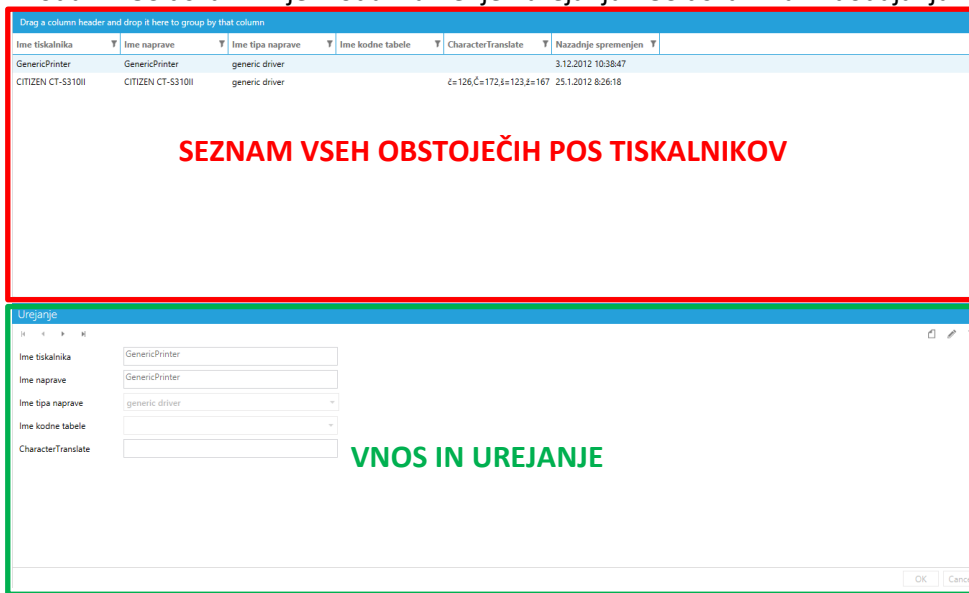 Drag a column header and drop it here to group by that column
Ime tiskalnika Ime naprave Ime tipa naprave Ime kodne tabele CharacterTranslate Nazadnje spremenjen
GenericPrinter GenericPrinter generic driver 3.12.2012 10:38:47
CITIZEN CT-S310II CITIZEN CT-S310II generic driver č=126,Č=172,š=123,ž=167 25.1.2012 8:26:18
SEZNAM VSEH OBSTOJEČIH POS TISKALNIKOV
Urejanje
Ime tiskalnika GenericPrinter
Ime naprave GenericPrinter
Ime tipa naprave generic driver
Ime kodne tabele
CharacterTranslate
VNOS IN UREJANJE
OK Cance